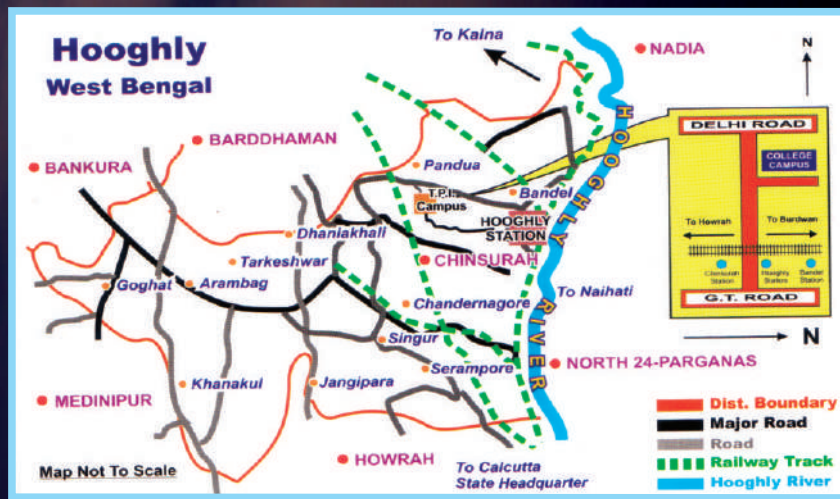 Hooghly
West Bengal
To Kalna
NADIA
N
BARDDHAMAN
BANKURA
Pandua
T.P.I.
Campus
Bandel
HOOGHLY
STATION
HOOGHLY RIVER
DELHI ROAD
COLLEGE
CAMPUS
To Howrah
To Burdwan
Chinsurah
Station
Hooghly
Station
Bandel
Station
G.T. ROAD
N
Dhaniakhali
Tarkeshwar
CHINSURAH
Goghat
Arambag
Chandernagore
To Naihati
Singur
Serampore
NORTH 24-PARGANAS
Khanakul
Jangipara
MEDINIPUR
HOWRAH
To Calcutta
State Headquarter
Map Not To Scale
Dist. Boundary
Major Road
Road
Railway Track
Hooghly River